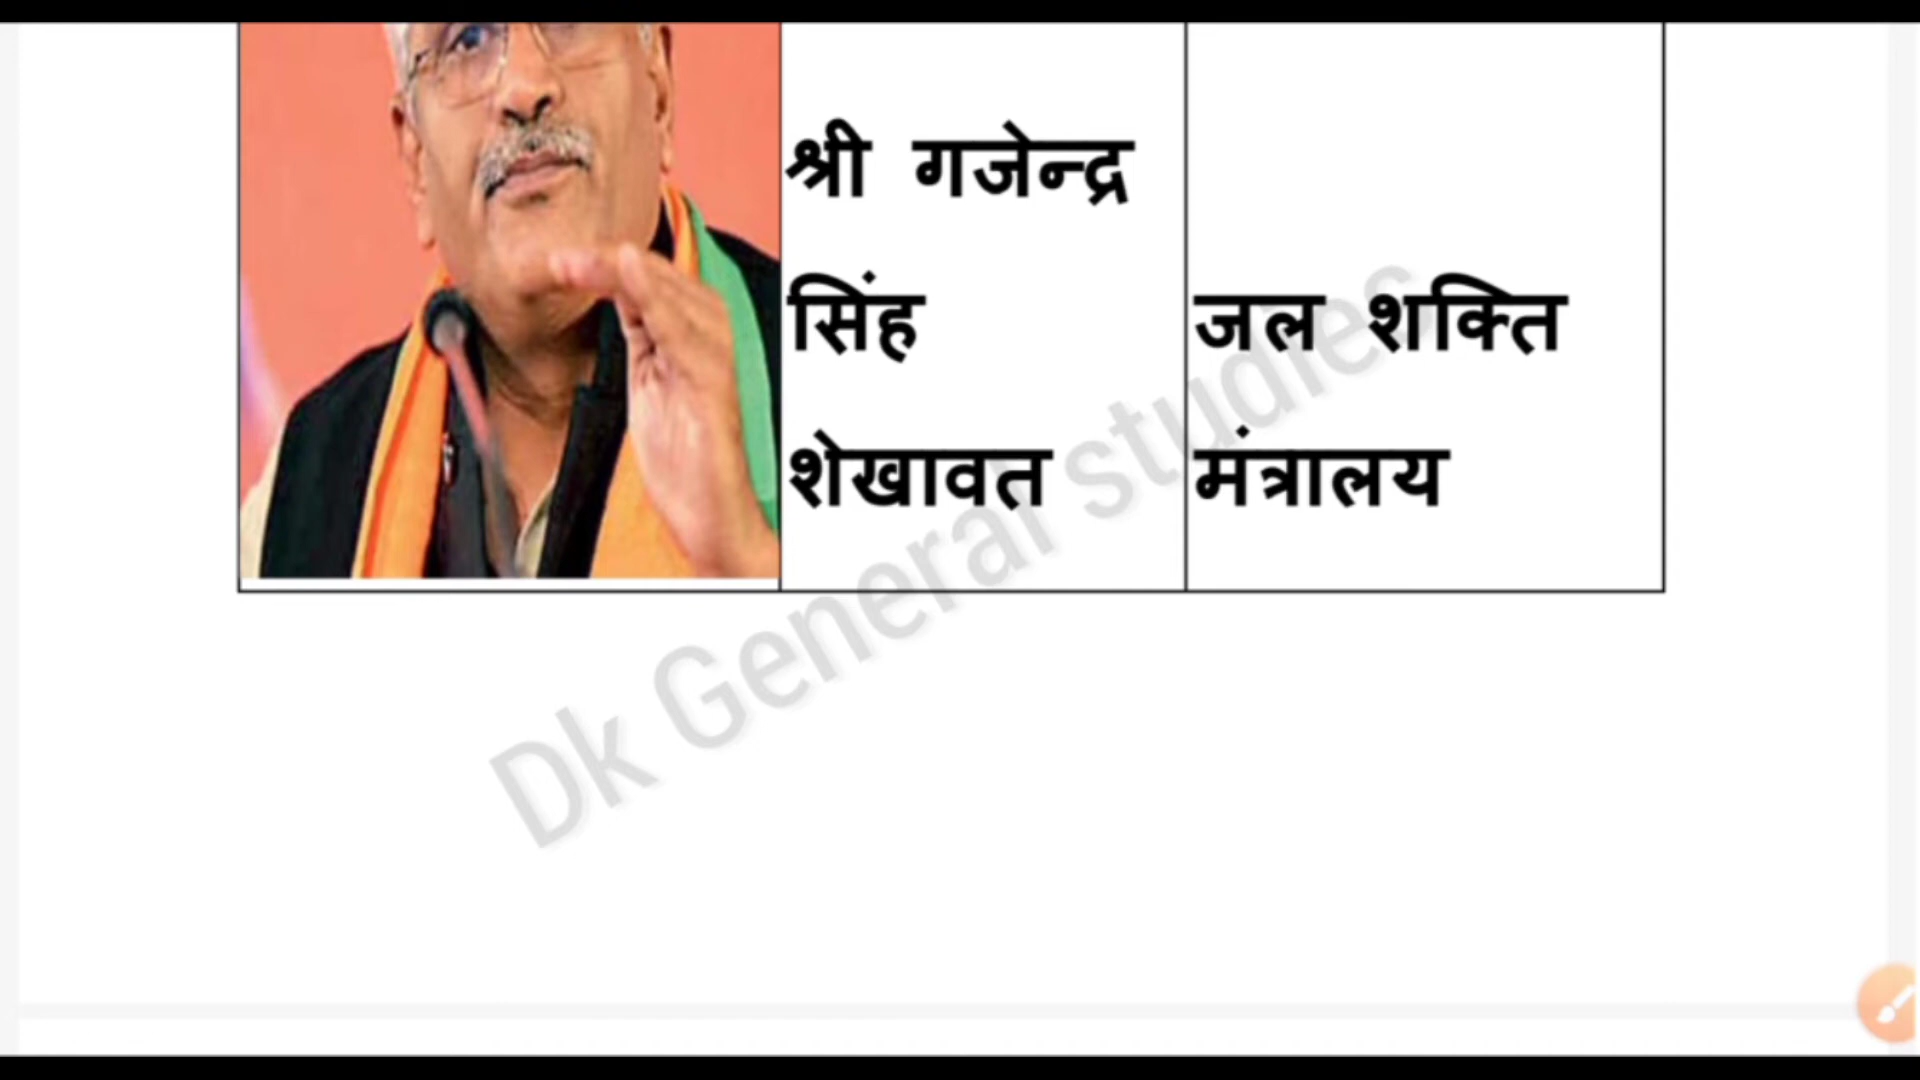 श्री गजेन्द्र
सिंह
शेखावत
जल शक्ति
मंत्रालय
Dk General studies